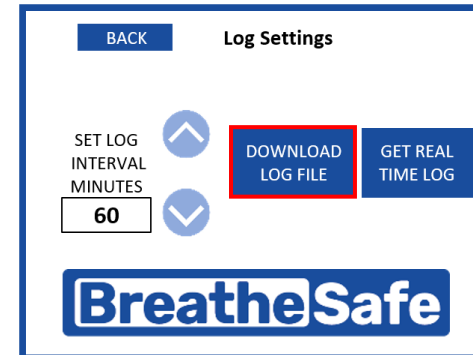 BACK
Log Settings
SET LOG
INTERVAL
MINUTES
60
DOWNLOAD
LOG FILE
GET REAL
TIME LOG
BreatheSafe